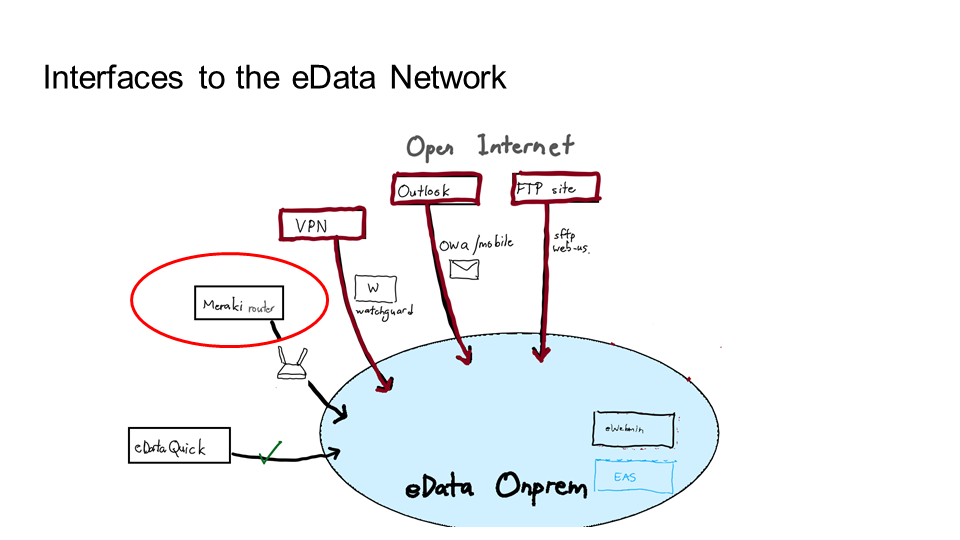 Interfaces to the eData Network
Open Internet
Outlook
FTP site
VPN
OWA/mobile
sftp
web-us.
W
watchguard
Meraki router
eDataQuick
eData Onprem
EAS